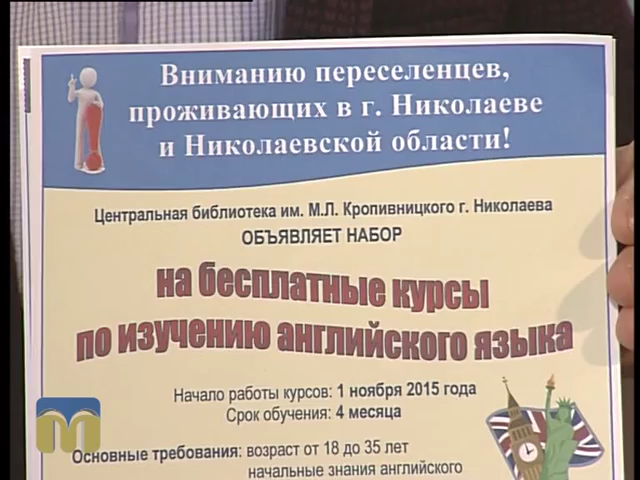 Вниманию переселенцев,
проживающих в г. Николаеве
и Николаевской области!
Центральная библиотека им. М.Л. Кропивницкого г. Николаева
ОБЪЯВЛЯЕТ НАБОР
на бесплатные курсы
по изучению английского языка
Начало работы курсов: 1 ноября 2015 года
Срок обучения: 4 месяца
Основные требования: возраст от 18 до 35 лет
начальные знания английского